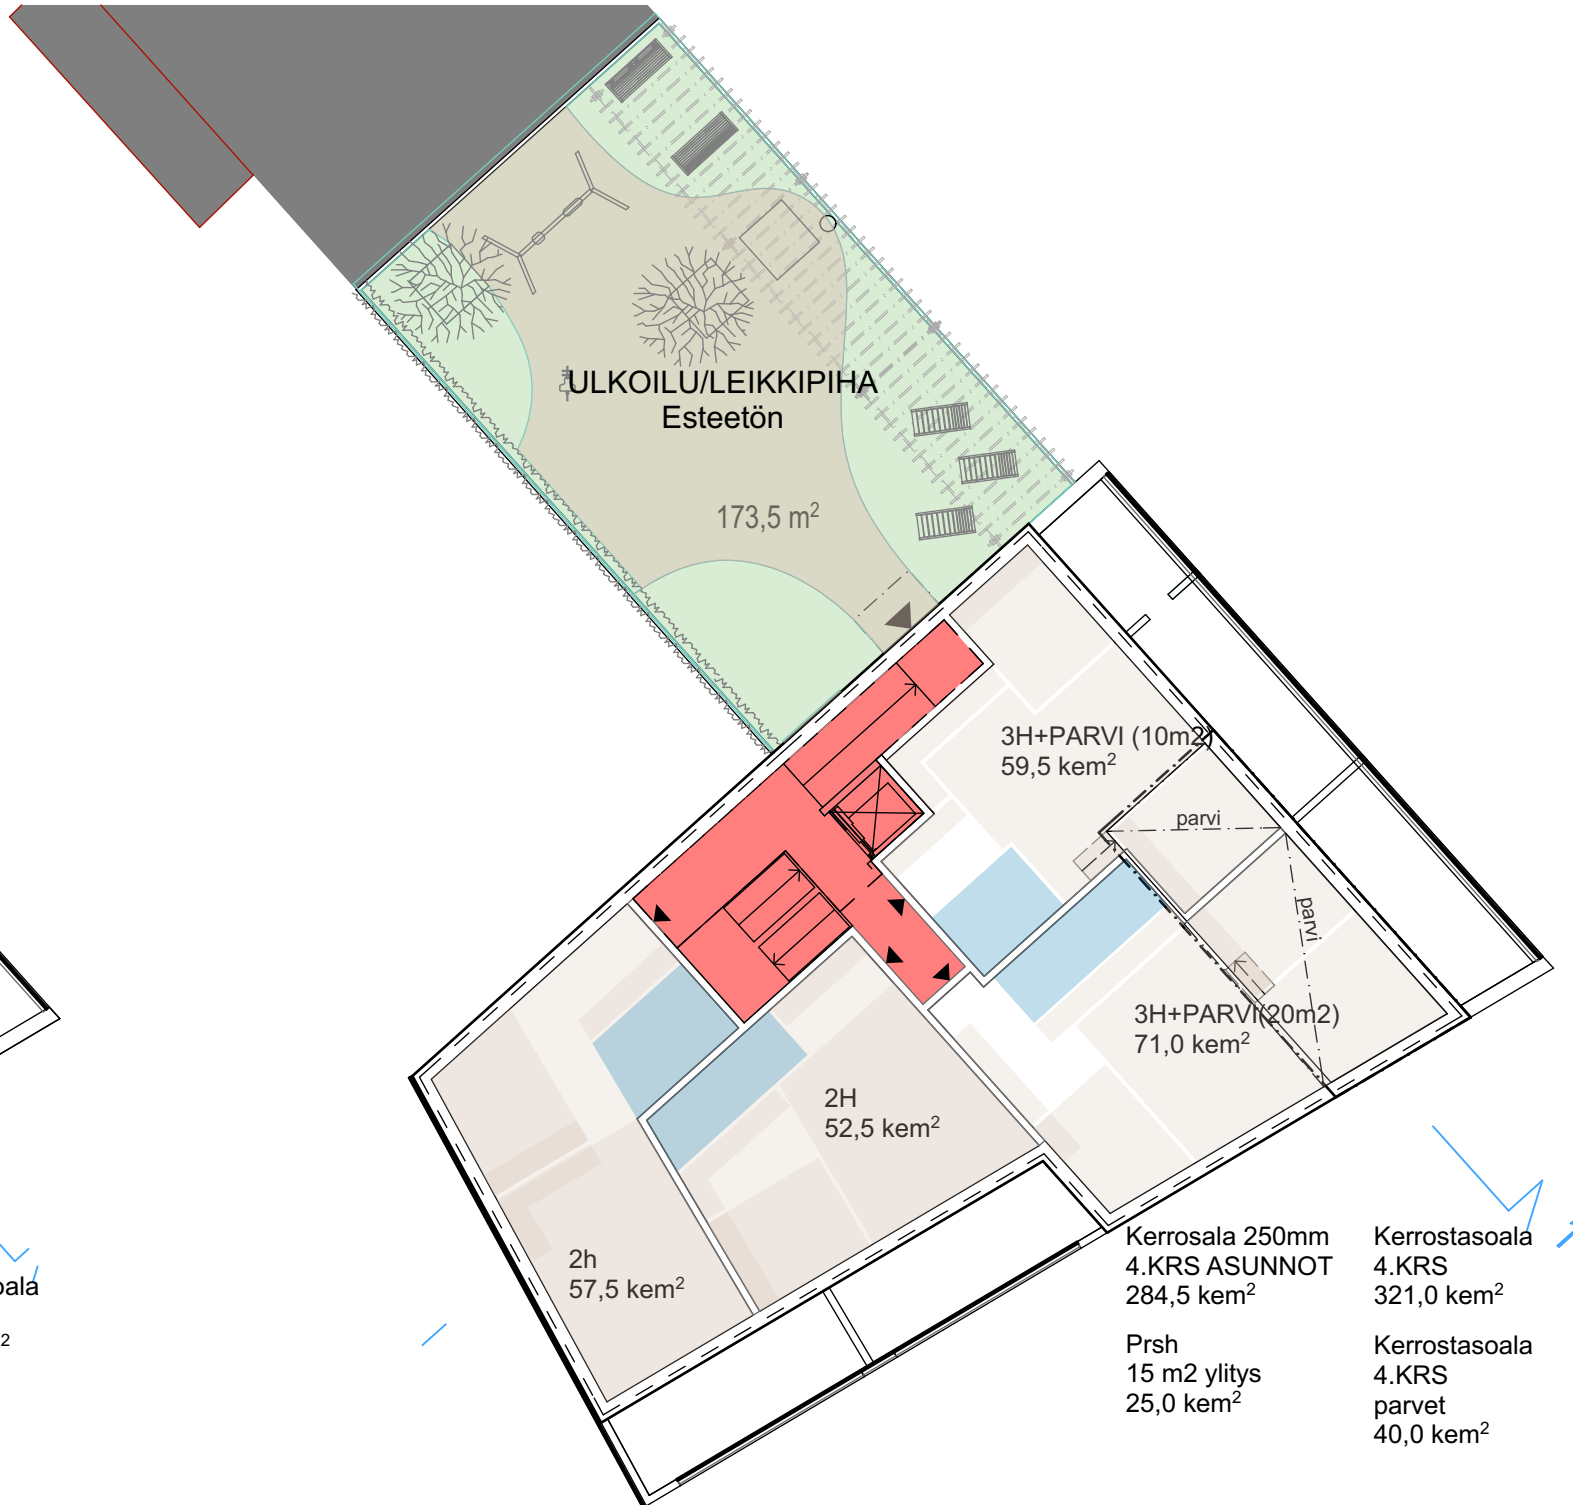 ULKOILU/LEIKKIPIHA
Esteetön
173,5 m²
3H+PARVI (10m2)
59,5 kem²
parvi
parvi
3H+PARVI(20m2)
71,0 kem²
2H
52,5 kem²
2h
57,5 kem²
Kerrosala 250mm
4.KRS ASUNNOT
284,5 kem²
Prsh
15 m2 ylitys
25,0 kem²
Kerrostasoala
4.KRS
321,0 kem²
Kerrostasoala
4.KRS
parvet
40,0 kem²